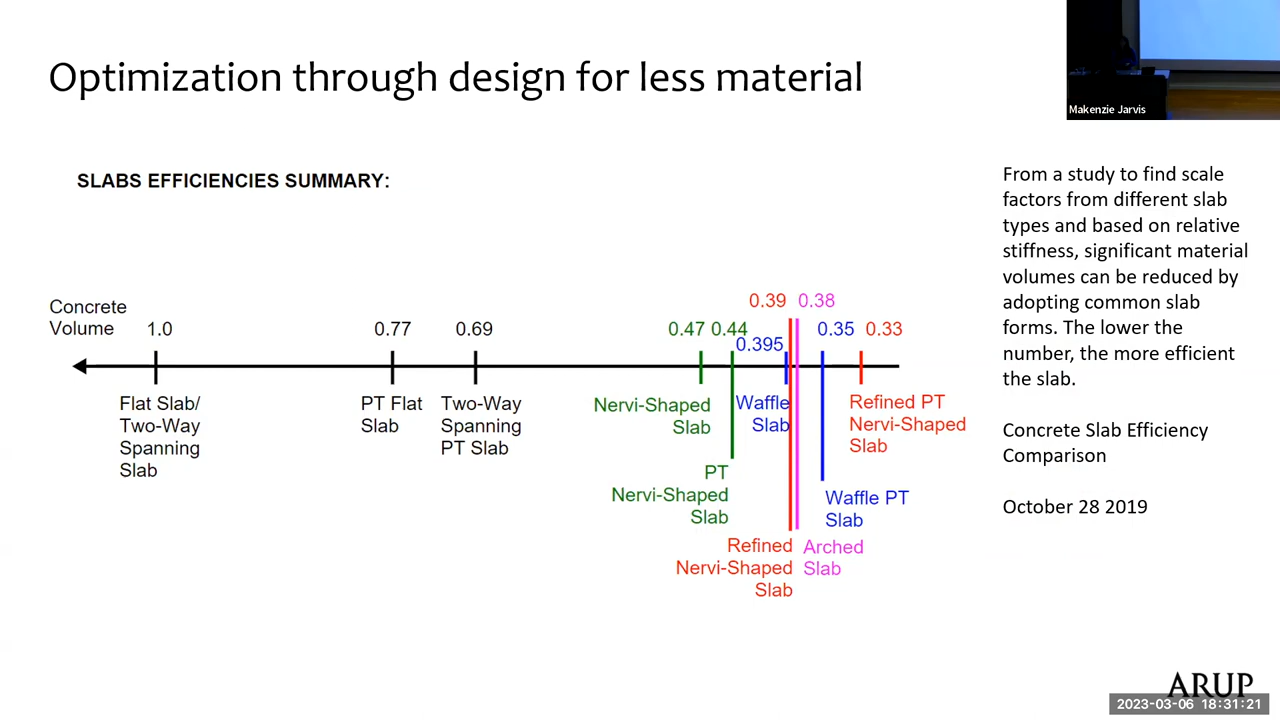 Optimization through design for less material
Makenzie Jarvis
SLABS EFFICIENCIES SUMMARY:
From a study to find scale
factors from different slab
types and based on relative
stiffness, significant material
volumes can be reduced by
adopting common slab
forms. The lower the
number, the more efficient
the slab.
Concrete Slab Efficiency
Comparison
October 28 2019
Concrete
Volume
1.0
0.77
0.69
0.47
0.44
0.395
0.39
0.38
0.35
0.33
Flat Slab/
Two-Way
Spanning
Slab
PT Flat
Slab
Two-Way
Spanning
PT Slab
Nervi-Shaped
Slab
PT
Nervi-Shaped
Slab
Waffle
Slab
Refined
Nervi-Shaped
Slab
Arched
Slab
Waffle PT
Slab
Refined PT
Nervi-Shaped
Slab
ARUP
2023-03-06 18:31:21